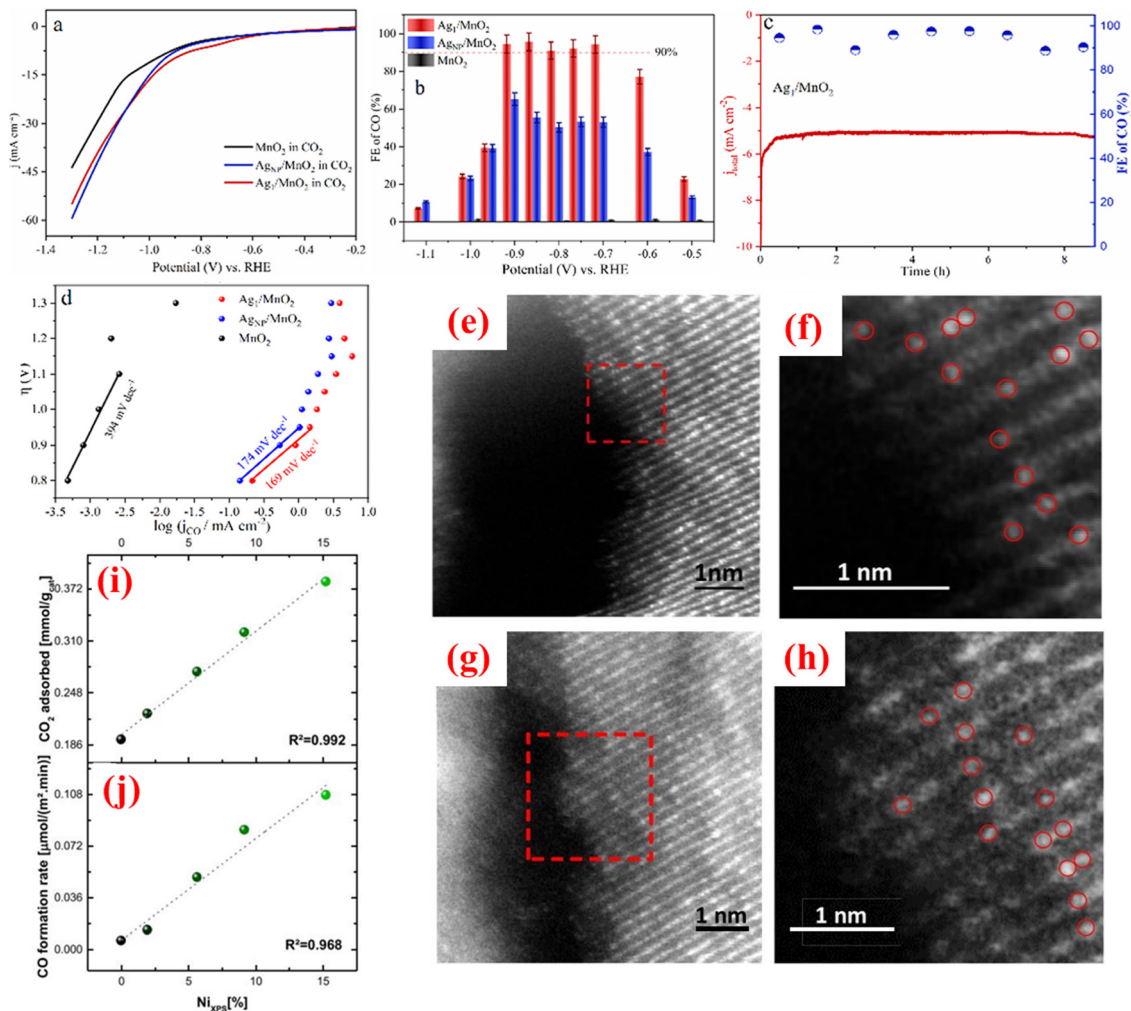 a
0
-15
-30
-45
-60
j (mA cm⁻²)
MnO₂ in CO₂
Ag_NP/MnO₂ in CO₂
Ag₁/MnO₂ in CO₂
-1.4 -1.2 -1.0 -0.8 -0.6 -0.4 -0.2
Potential (V) vs. RHE
b
Ag₁/MnO₂
Ag_NP/MnO₂
MnO₂
90%
100
80
60
40
20
0
FE of CO (%)
-1.1 -1.0 -0.9 -0.8 -0.7 -0.6 -0.5
Potential (V) vs. RHE
c
Ag₁/MnO₂
0
-2
-4
-6
-8
-10
j_total (mA cm⁻²)
100
80
60
40
20
0
FE of CO (%)
0 2 4 6 8
Time (h)
d
Ag₁/MnO₂
Ag_NP/MnO₂
MnO₂
1.3
1.2
1.1
1.0
0.9
0.8
η (V)
394 mV dec⁻¹
174 mV dec⁻¹
169 mV dec⁻¹
-3.5 -3.0 -2.5 -2.0 -1.5 -1.0 -0.5 0.0 0.5 1.0
log (j_CO / mA cm⁻²)
(e)
1nm
(f)
1 nm
(g)
1 nm
(h)
1 nm
0 5 10 15
(i)
0.372
0.310
0.248
0.186
CO₂ adsorbed [mmol/g_cat]
R²=0.992
(j)
0.108
0.072
0.036
0.000
CO formation rate [μmol/(m².min)]
R²=0.968
0 5 10 15
Ni_XPS[%]